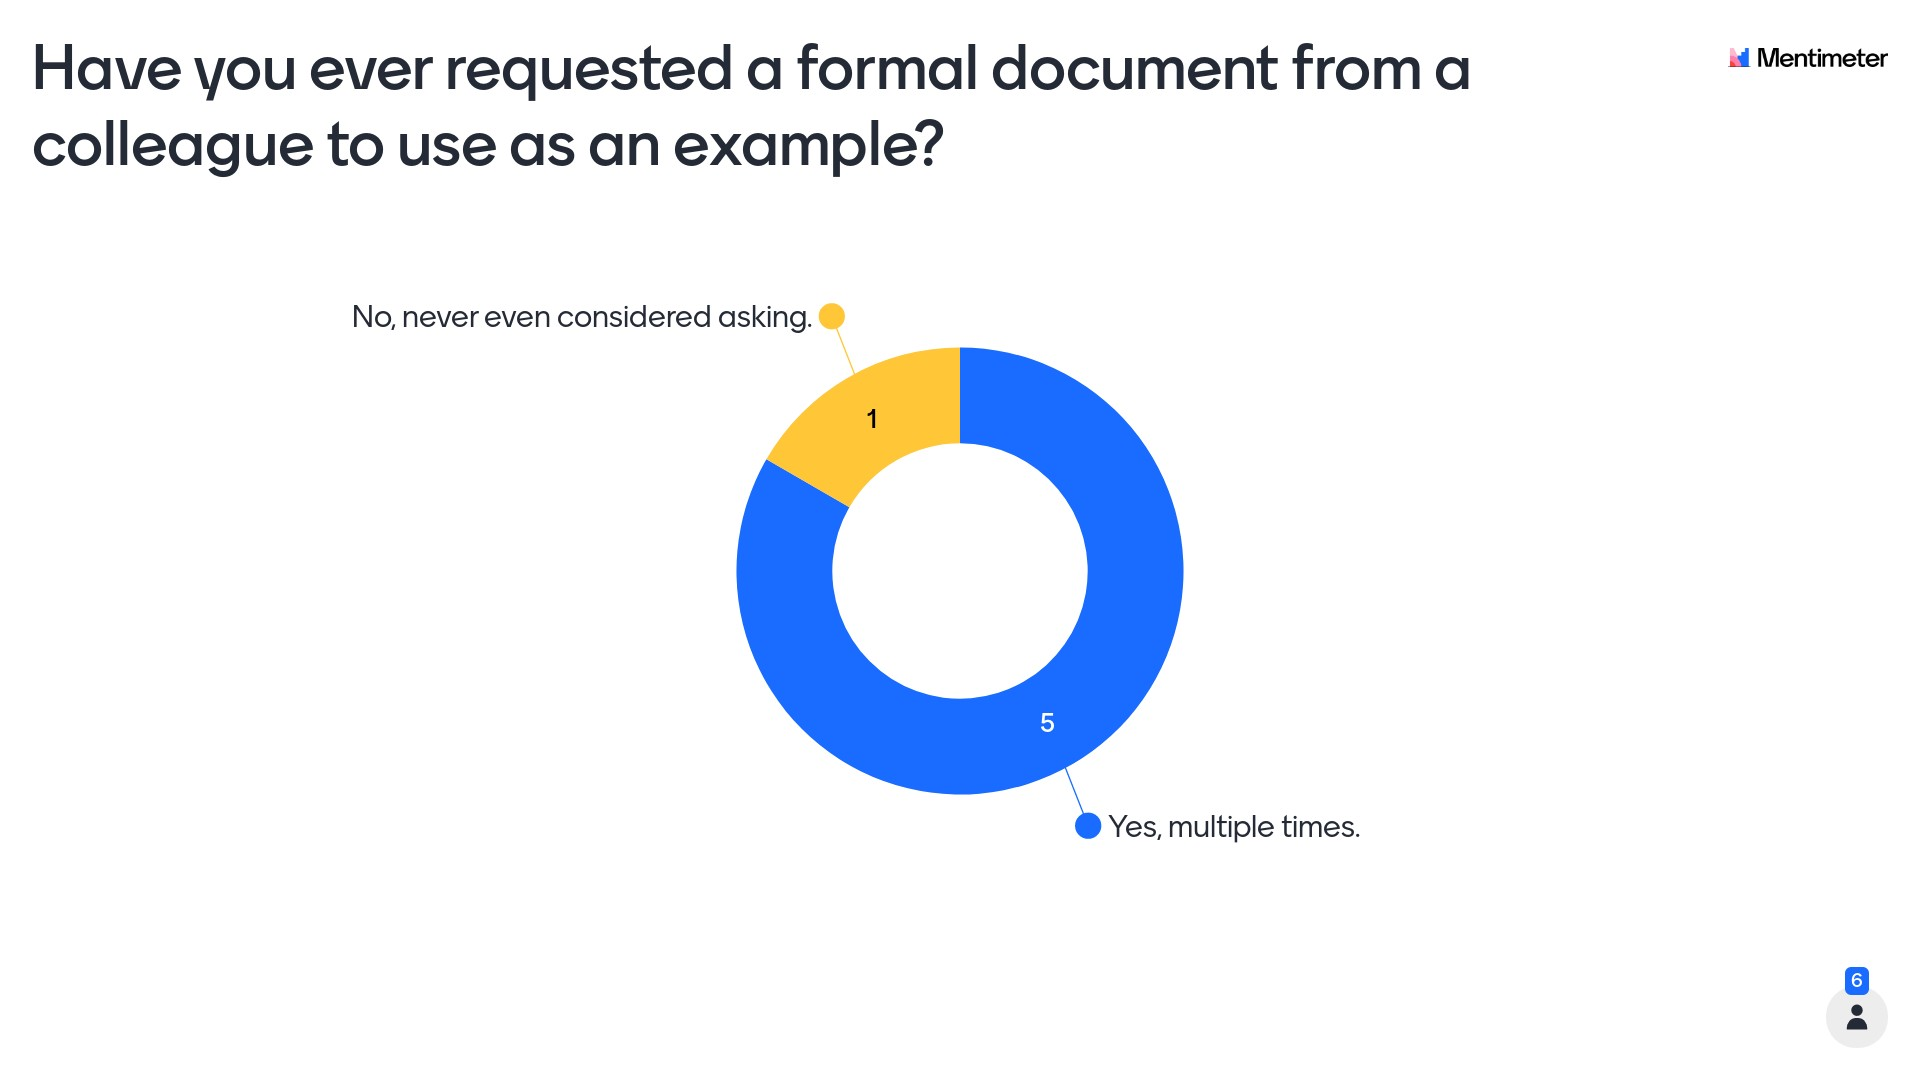 Have you ever requested a formal document from a
colleague to use as an example?
Mentimeter
No, never even considered asking.
1
5
Yes, multiple times.
6